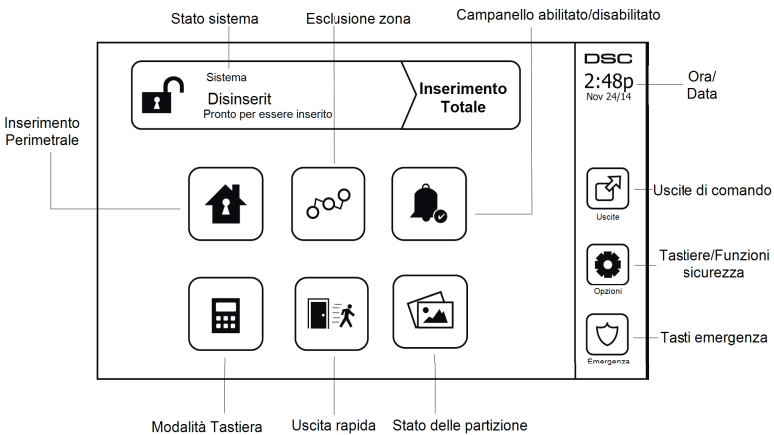 Stato sistema
Esclusione zona
Campanello abilitato/disabilitato
DSC
2:48p
Nov 24/14
Ora/
Data
Sistema
Disinserit
Pronto per essere inserito
Inserimento
Totale
Inserimento
Perimetrale
Uscite
Uscite di comando
Opzioni
Tastiere/Funzioni
sicurezza
Emergenza
Tasti emergenza
Modalità Tastiera
Uscita rapida
Stato delle partizione